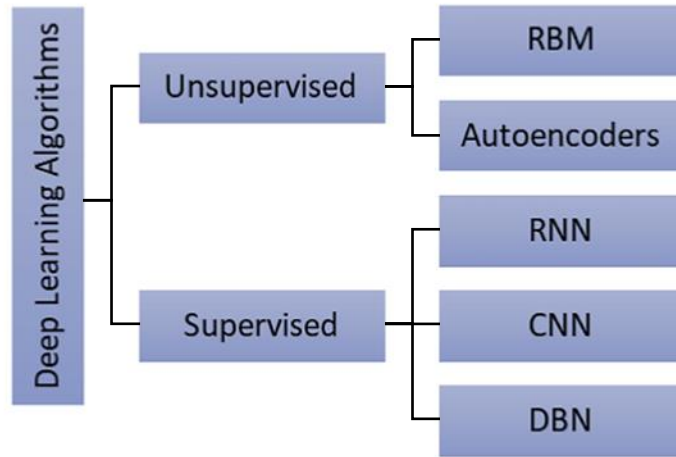 Deep Learning Algorithms
Unsupervised
RBM
Autoencoders
Supervised
RNN
CNN
DBN